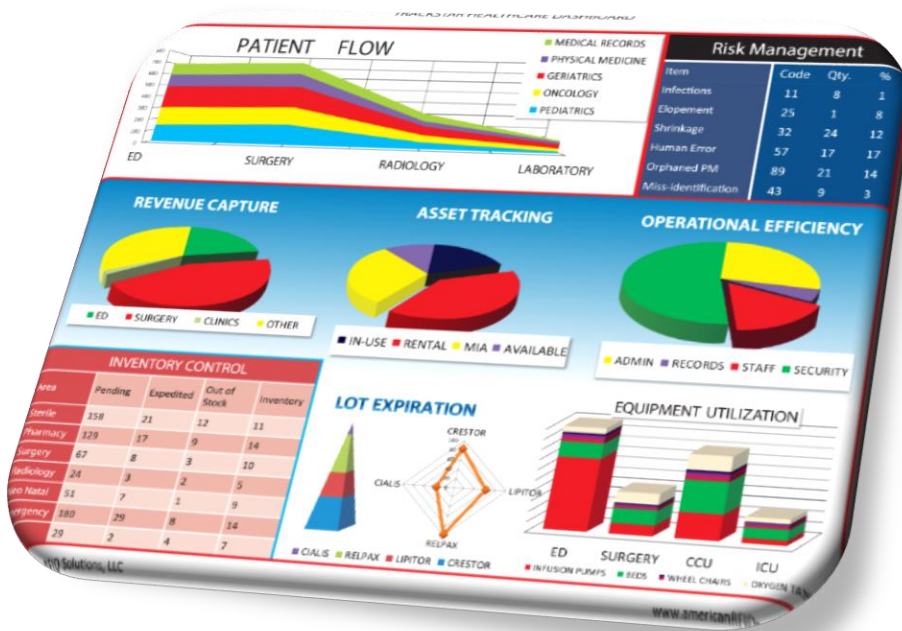 TRACKSTAR HEALTHCARE DASHBOARD
PATIENT FLOW
MEDICAL RECORDS
PHYSICAL MEDICINE
GERIATRICS
ONCOLOGY
PEDIATRICS
ED SURGERY RADIOLOGY LABORATORY
Risk Management
Item Code Qty. %
Infections 11 8 1
Elopement 25 1 8
Shrinkage 32 24 12
Human Error 57 17 17
Orphaned PM 89 21 14
Miss-identification 43 9 3
REVENUE CAPTURE
ED SURGERY CLINICS OTHER
ASSET TRACKING
IN-USE RENTAL MIA AVAILABLE
OPERATIONAL EFFICIENCY
ADMIN RECORDS STAFF SECURITY
INVENTORY CONTROL
Area Pending Expedited Out of Stock Inventory
Sterile 158 21 12 11
Pharmacy 129 17 9 14
Surgery 67 8 3 10
Radiology 24 3 2 5
Natal 51 7 1 9
180 29 8 14
29 2 4 7
LOT EXPIRATION
CRESTOR
CIALIS
LIPITOR
RELPAX
CIALIS RELPAX LIPITOR CRESTOR
EQUIPMENT UTILIZATION
ED SURGERY CCU ICU
INFUSION PUMPS BEDS WHEEL CHAIRS OXYGEN
Solutions, LLC